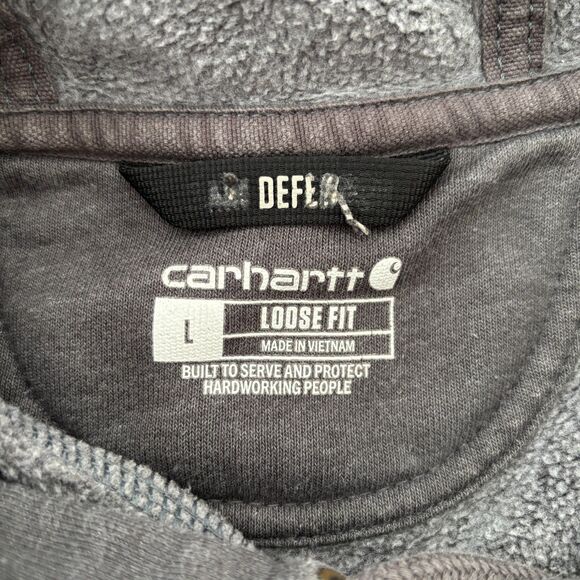 carhartt
L
LOOSE FIT
MADE IN VIETNAM
BUILT TO SERVE AND PROTECT
HARDWORKING PEOPLE